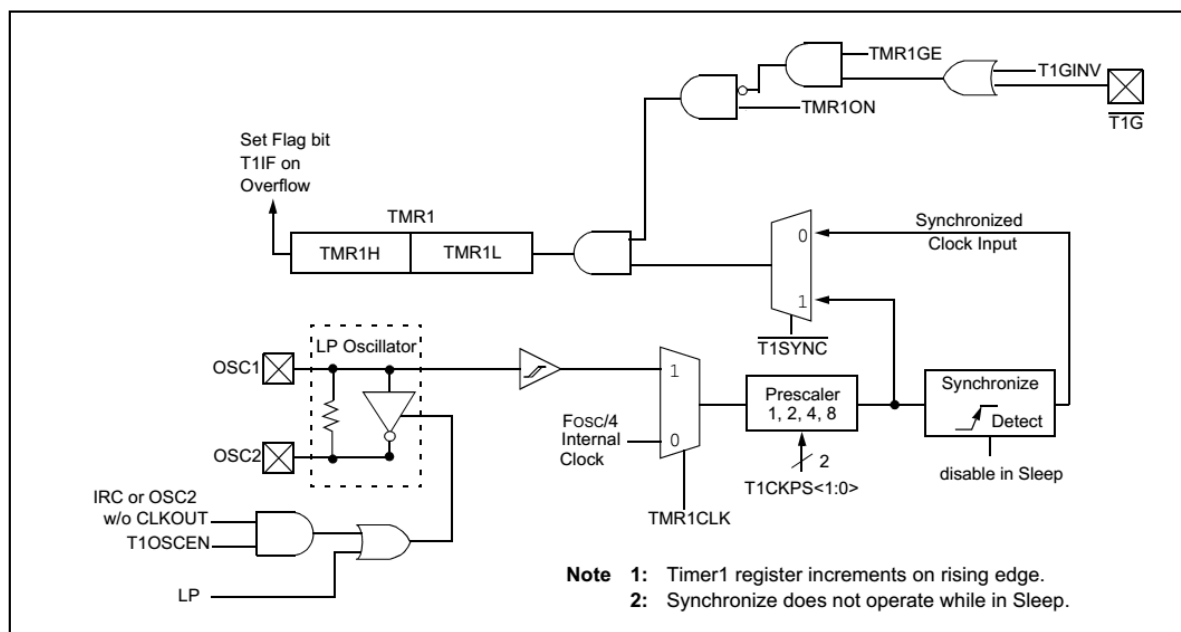 TMR1GE
T1GINV
TMR1ON
T1G
Set Flag bit
T1IF on
Overflow
TMR1
TMR1H
TMR1L
Synchronized
Clock Input
0
1
T1SYNC
LP Oscillator
OSC1
OSC2
1
0
FOSC/4
Internal
Clock
Prescaler
1, 2, 4, 8
Synchronize
Detect
2
T1CKPS<1:0>
disable in Sleep
TMR1CLK
IRC or OSC2
w/o CLKOUT
T1OSCEN
LP
Note 1: Timer1 register increments on rising edge.
2: Synchronize does not operate while in Sleep.